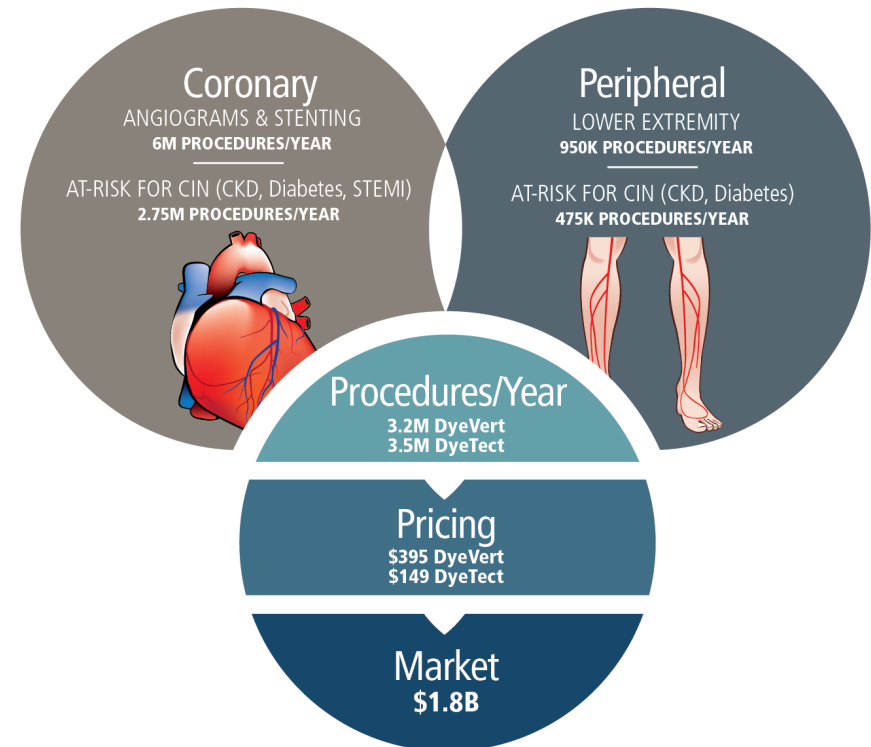 Coronary
ANGIOGRAMS & STENTING
6M PROCEDURES/YEAR
AT-RISK FOR CIN (CKD, Diabetes, STEMI)
2.75M PROCEDURES/YEAR
Peripheral
LOWER EXTREMITY
950K PROCEDURES/YEAR
AT-RISK FOR CIN (CKD, Diabetes)
475K PROCEDURES/YEAR
Procedures/Year
3.2M DyeVert
3.5M DyeTect
Pricing
$395 DyeVert
$149 DyeTect
Market
$1.8B